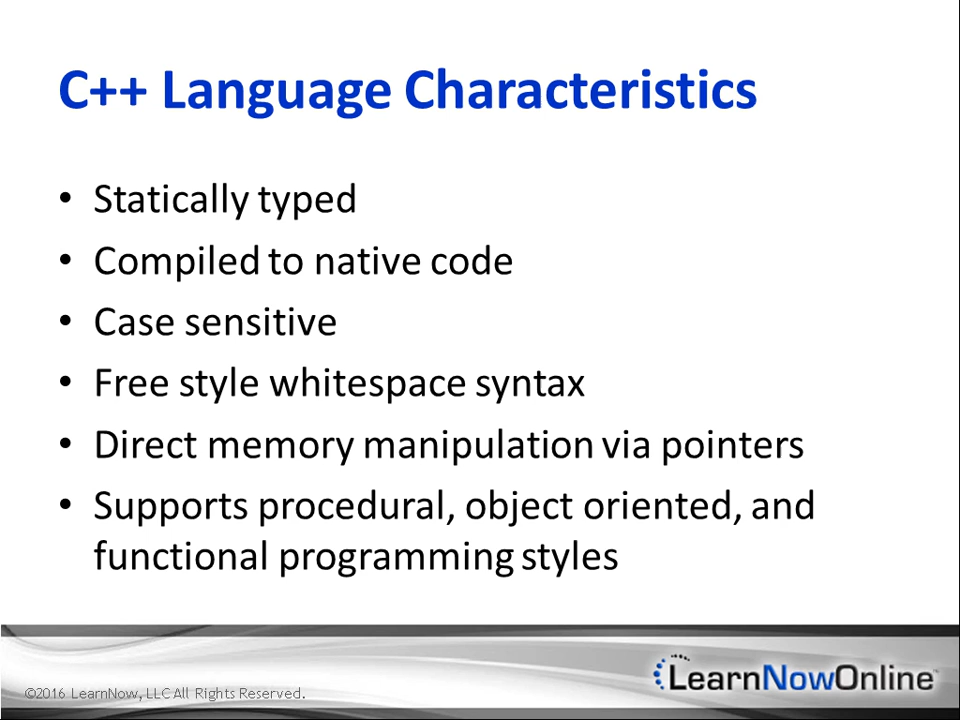 C++ Language Characteristics
• Statically typed
• Compiled to native code
• Case sensitive
• Free style whitespace syntax
• Direct memory manipulation via pointers
• Supports procedural, object oriented, and
functional programming styles
©2016 LearnNow, LLC All Rights Reserved.
LearnNowOnline™